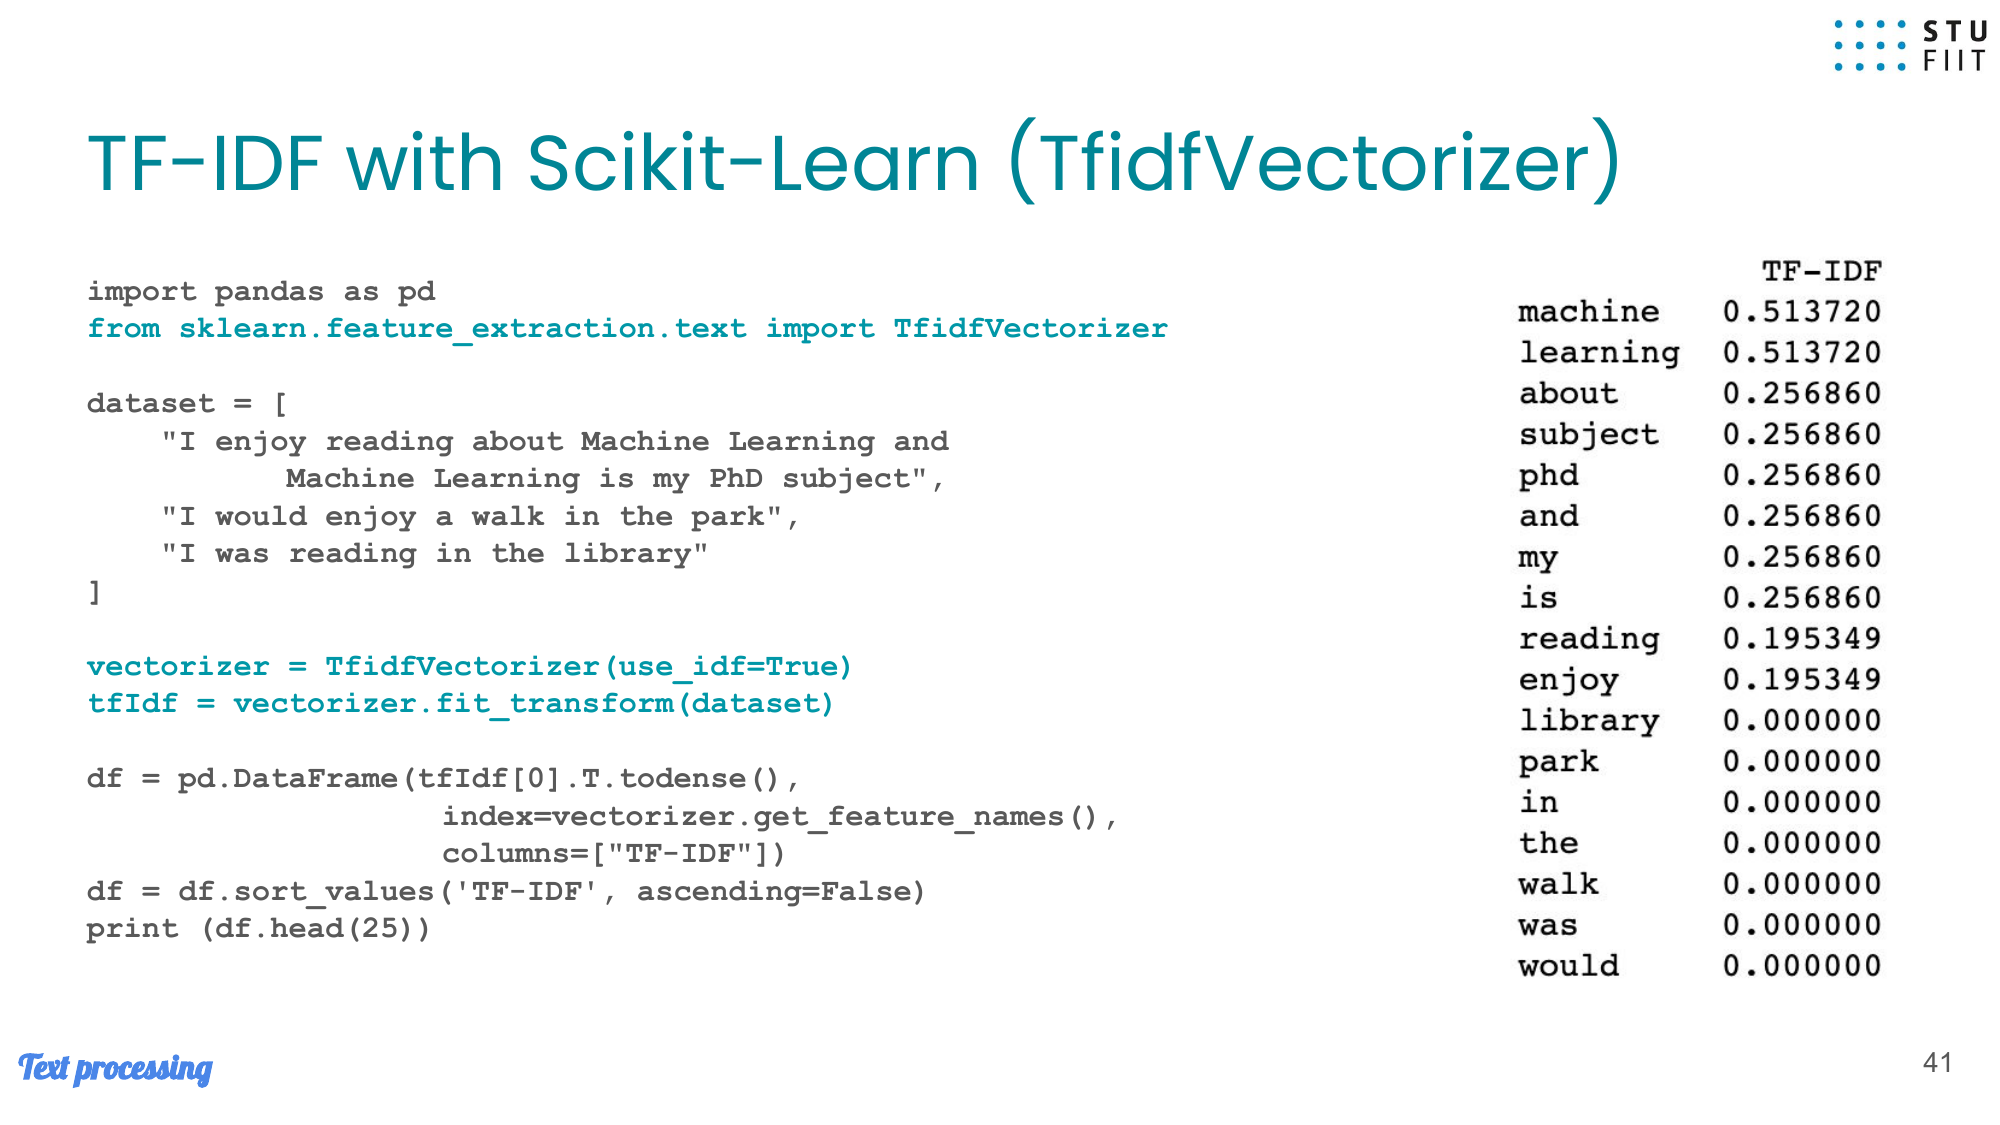 STU
FIIT
TF-IDF with Scikit-Learn (TfidfVectorizer)
import pandas as pd
from sklearn.feature_extraction.text import TfidfVectorizer
dataset = [
"I enjoy reading about Machine Learning and
Machine Learning is my PhD subject",
"I would enjoy a walk in the park",
"I was reading in the library"
]
vectorizer = TfidfVectorizer(use_idf=True)
tfIdf = vectorizer.fit_transform(dataset)
df = pd.DataFrame(tfIdf[0].T.todense(),
index=vectorizer.get_feature_names(),
columns=["TF-IDF"])
df = df.sort_values('TF-IDF', ascending=False)
print (df.head(25))
TF-IDF
machine 0.513720
learning 0.513720
about 0.256860
subject 0.256860
phd 0.256860
and 0.256860
my 0.256860
is 0.256860
reading 0.195349
enjoy 0.195349
library 0.000000
park 0.000000
in 0.000000
the 0.000000
walk 0.000000
was 0.000000
would 0.000000
Text processing
41